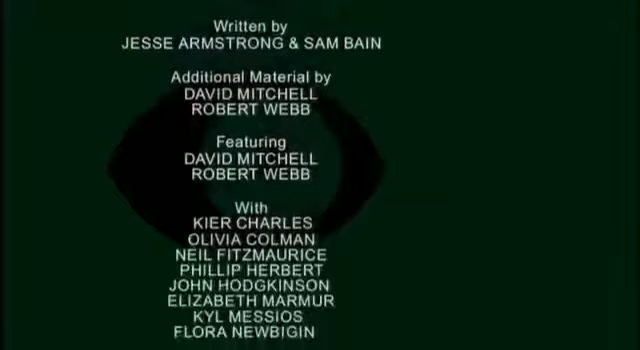 Written by
JESSE ARMSTRONG & SAM BAIN
Additional Material by
DAVID MITCHELL
ROBERT WEBB
Featuring
DAVID MITCHELL
ROBERT WEBB
With
KIER CHARLES
OLIVIA COLMAN
NEIL FITZMAURICE
PHILLIP HERBERT
JOHN HODGKINSON
ELIZABETH MARMUR
KYL MESSIOS
FLORA NEWBIGIN